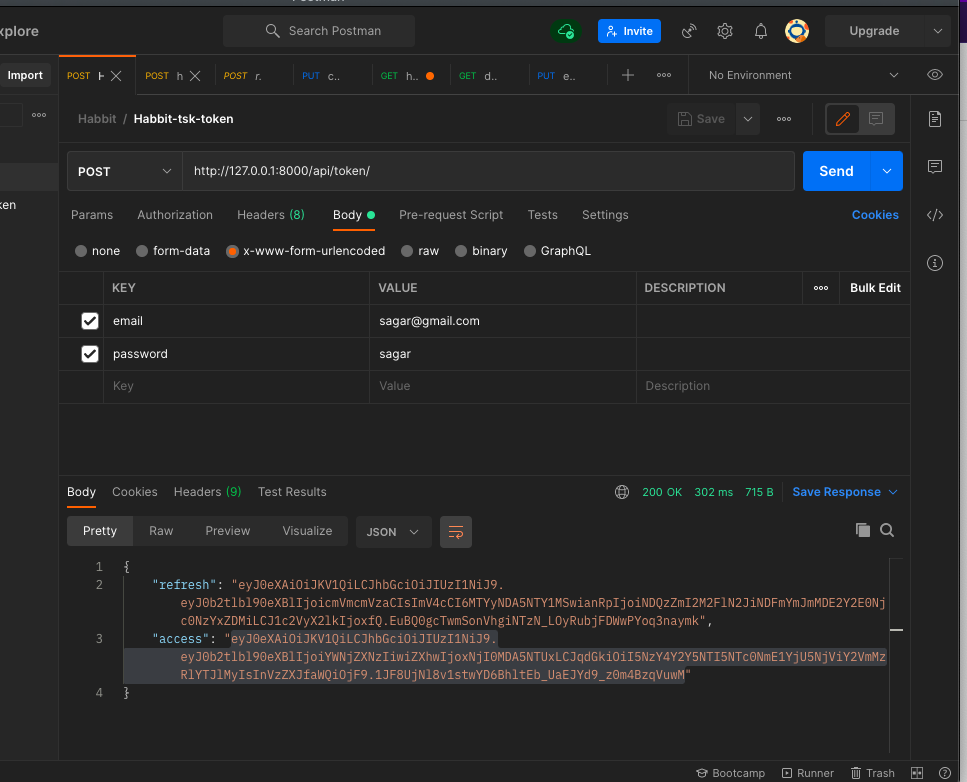 Postman
xplore
Search Postman
Invite
Upgrade
Import
POST H
POST h
POST r.
PUT c..
GET h..
GET d..
PUT e..
No Environment
Habbit / Habbit-tsk-token
Save
POST
http://127.0.0.1:8000/api/token/
Send
ken
Params Authorization Headers (8) Body Pre-request Script Tests Settings Cookies
none form-data x-www-form-urlencoded raw binary GraphQL
KEY VALUE DESCRIPTION Bulk Edit
email sagar@gmail.com
password sagar
Key Value Description
Body Cookies Headers (9) Test Results 200 OK 302 ms 715 B Save Response
Pretty Raw Preview Visualize JSON
1 {
2 "refresh": "eyJ0eXAiOiJKV1QiLCJhbGciOiJIUzI1NiJ9.
eyJ0b2tlbl90eXBlIjoicmVmcmVzaCIsImV4cCI6MTYyNDA5NTY1MSwianRpIjoiNDQzZmI2M2FlN2JiNDFmYmJmMDE2Y2E0Nj
c0NzYxZDMiLCJ1c2VyX2lkIjoxfQ.EuBQ0gcTwmSonVhgiNTzN_LOyRubjFDWwPYoq3naymk",
3 "access": "eyJ0eXAiOiJKV1QiLCJhbGciOiJIUzI1NiJ9.
eyJ0b2tlbl90eXBlIjoiYWNjZXNzIiwiZXhwIjoxNjI0MDA5NTUxLCJqdGkiOiI5NzY4Y2Y5NTI5NTc0NmE1YjU5NjViY2VmMz
RlYTJlMyIsInVzZXJfaWQiOjF9.1JF8UjNl8v1stwYD6BhltEb_UaEJYd9_z0m4BzqVuwM"
4 }
Bootcamp Runner Trash